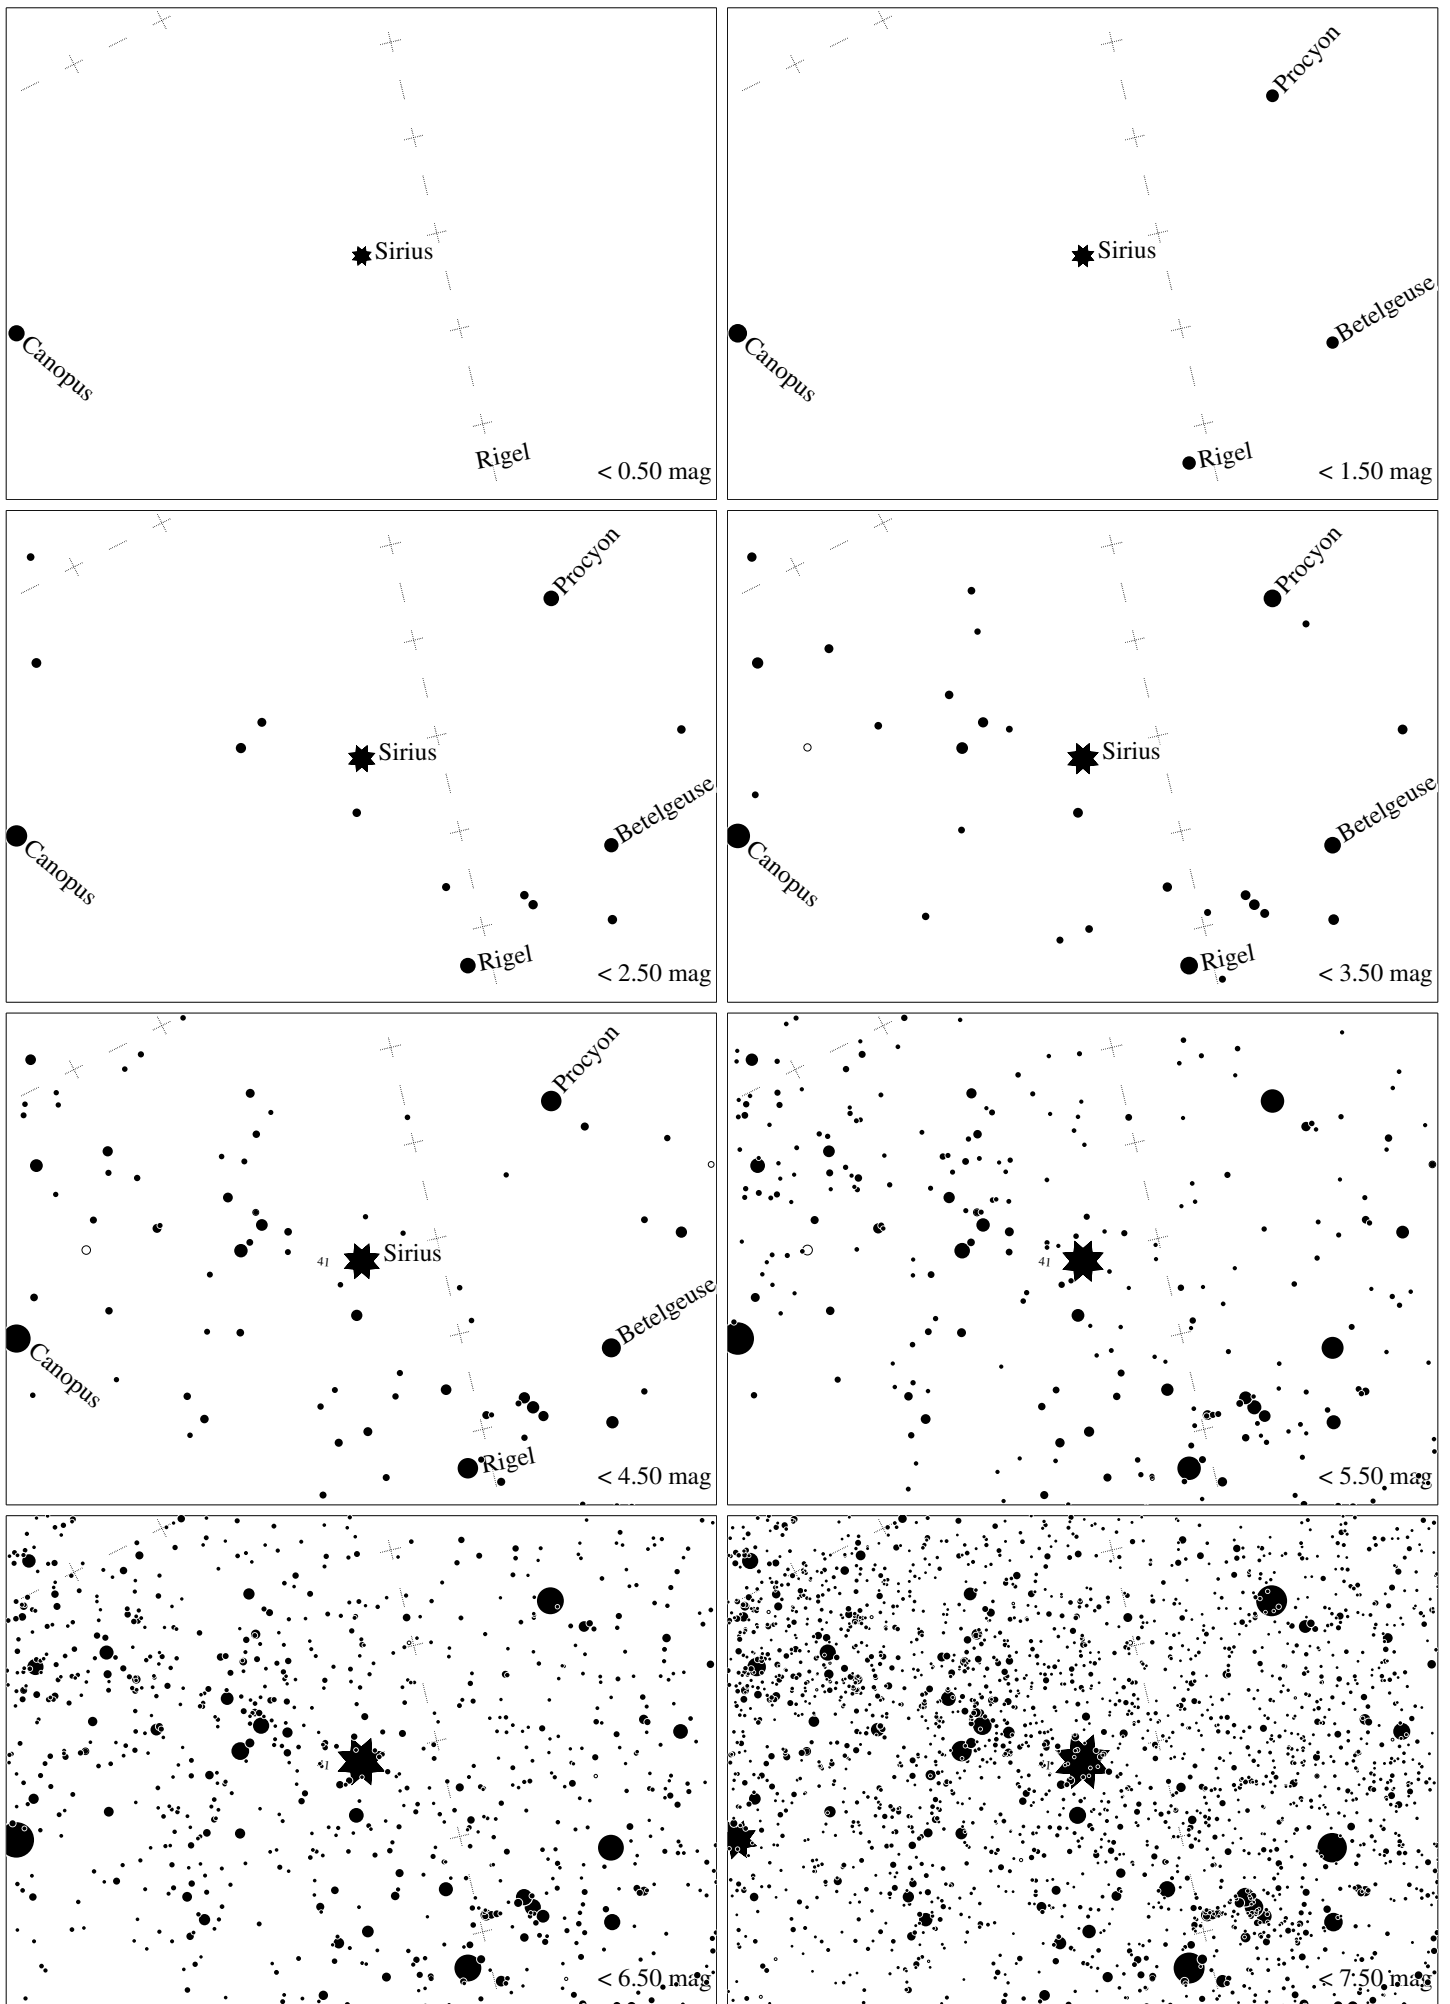 Sirius
Canopus
Rigel
< 0.50 mag
Procyon
Sirius
Betelgeuse
Canopus
Rigel
< 1.50 mag
Procyon
Sirius
Betelgeuse
Canopus
Rigel
< 2.50 mag
Procyon
Sirius
Betelgeuse
Canopus
Rigel
< 3.50 mag
Procyon
41
Sirius
Betelgeuse
Canopus
Rigel
< 4.50 mag
41
< 5.50 mag
41
< 6.50 mag
< 7.50 mag